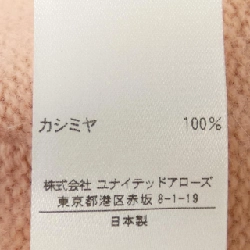 カシミヤ 100%
株式会社 ユナイテッドアローズ
東京都港区赤坂 8-1-19
日本製